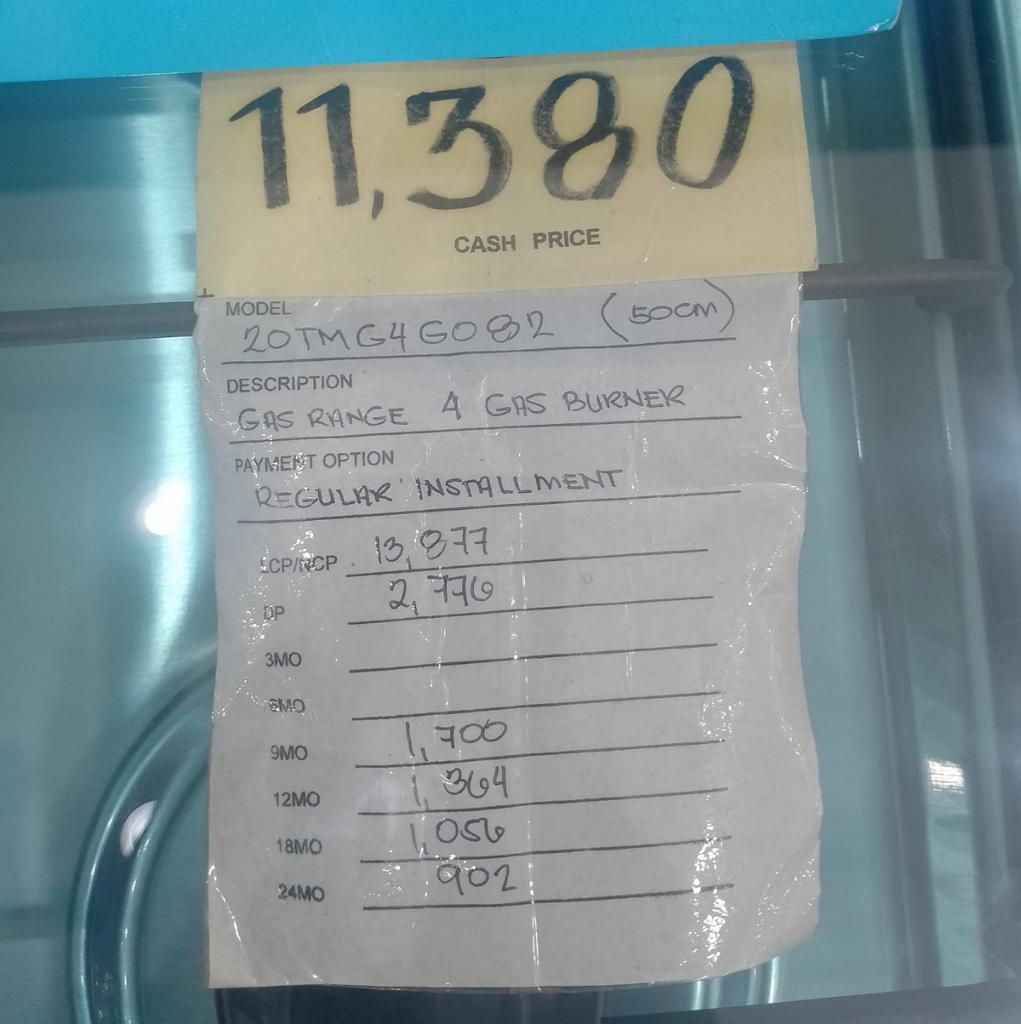 11,380
CASH PRICE
MODEL
20TMG4G082 (50CM)
DESCRIPTION
GAS RANGE 4 GAS BURNER
PAYMENT OPTION
REGULAR INSTALLMENT
LCP/RCP 13,877
DP 2,776
3MO
6MO
9MO 1,700
12MO 1,364
18MO 1,056
24MO 902